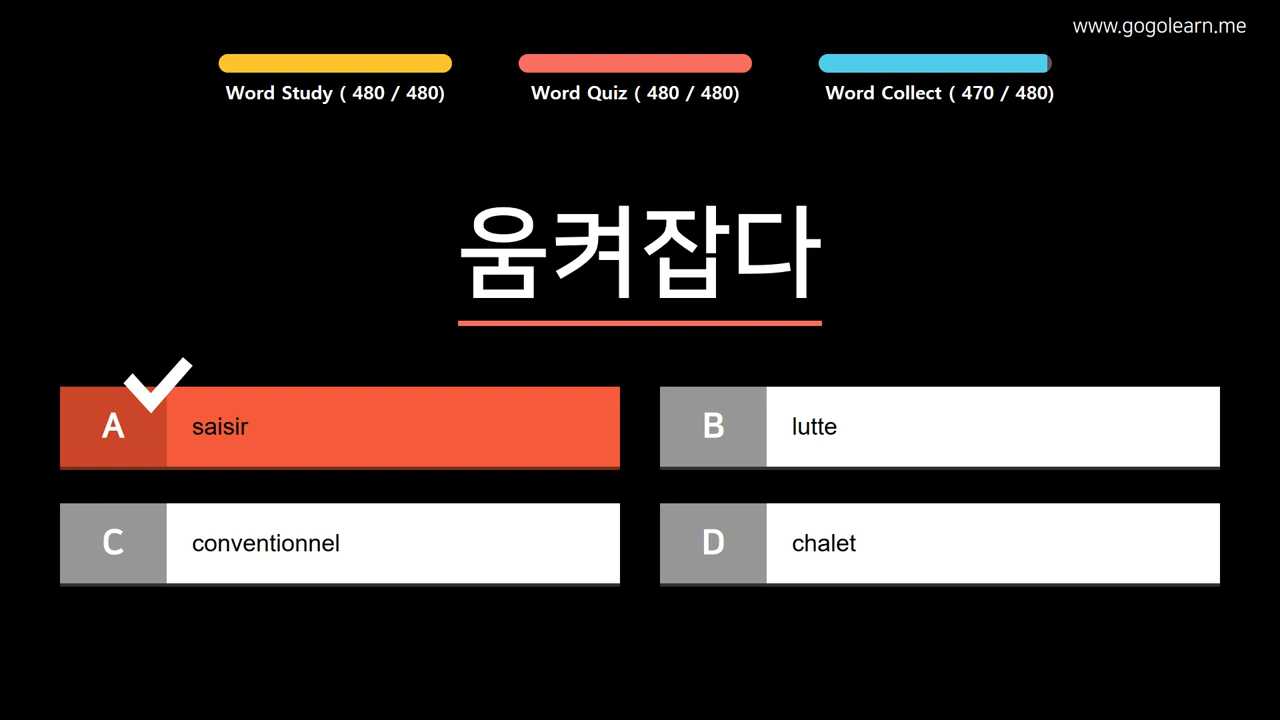 www.gogolearn.me
Word Study ( 480 / 480)
Word Quiz ( 480 / 480)
Word Collect ( 470 / 480)
움켜잡다
A saisir
B lutte
C conventionnel
D chalet